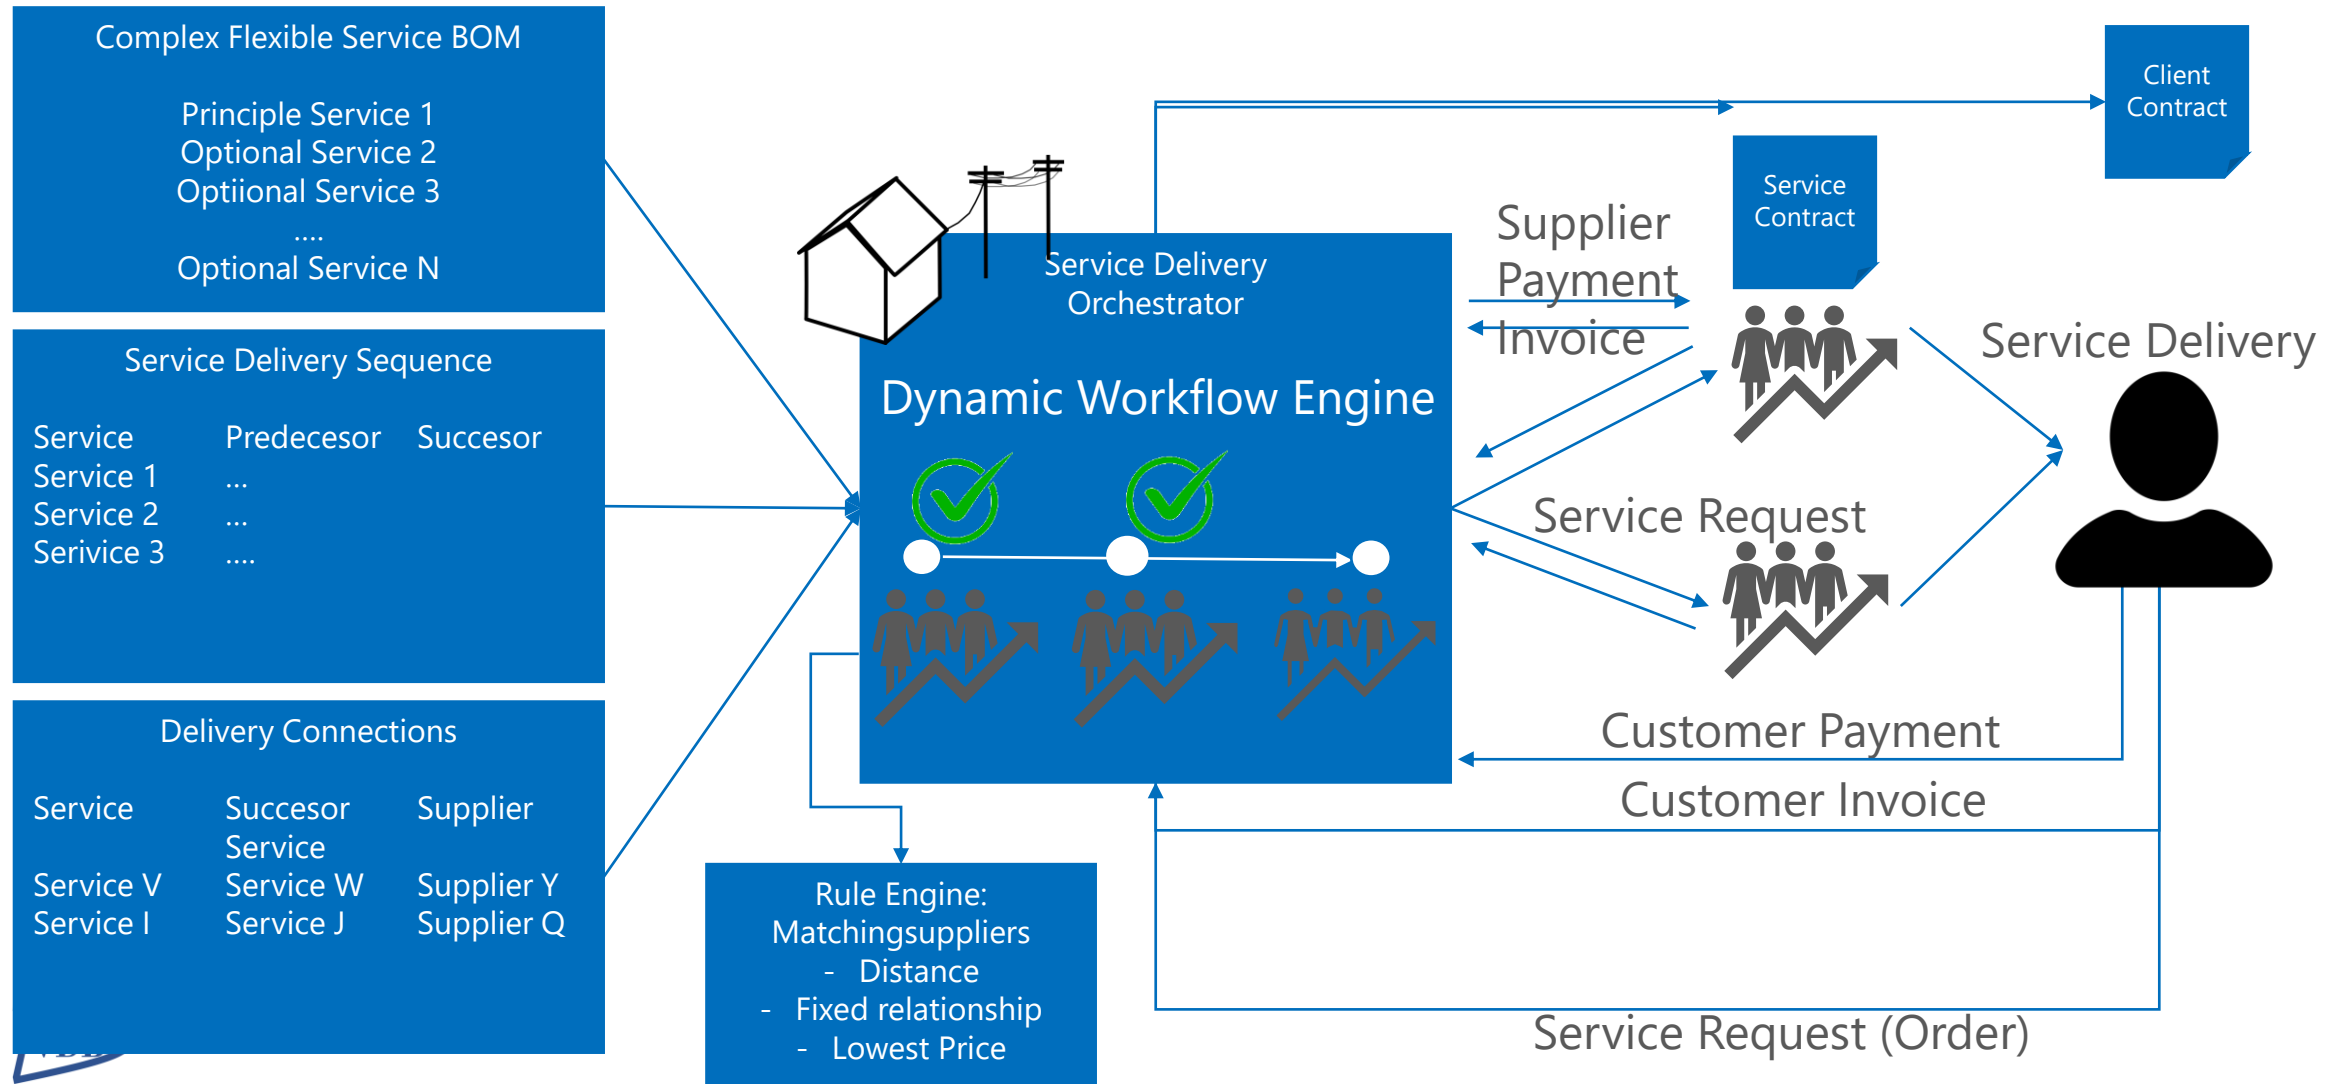 Complex Flexible Service BOM
Principle Service 1
Optional Service 2
Optiional Service 3
....
Optional Service N
Service Delivery Sequence
Service Predecesor Succesor
Service 1 ...
Service 2 ...
Serivice 3 ....
Delivery Connections
Service Succesor Supplier
Service
Service V Service W Supplier Y
Service I Service J Supplier Q
Service Delivery
Orchestrator
Dynamic Workflow Engine
Rule Engine:
Matchingsuppliers
- Distance
- Fixed relationship
- Lowest Price
Supplier
Payment
Invoice
Service
Contract
Client
Contract
Service Delivery
Service Request
Customer Payment
Customer Invoice
Service Request (Order)